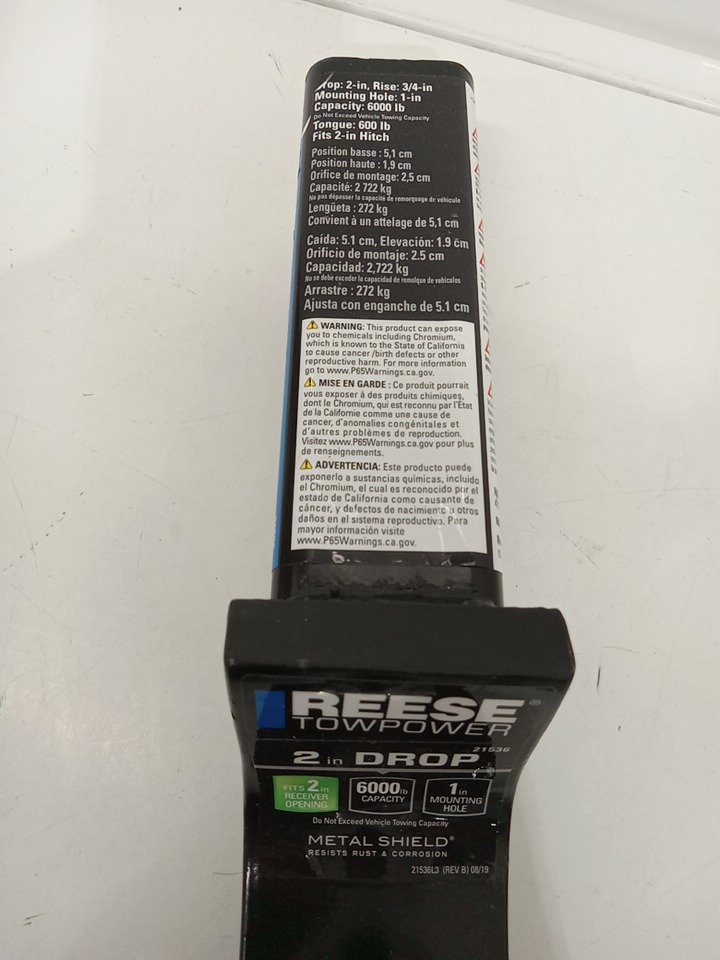 Drop: 2-in, Rise: 3/4-in
Mounting Hole: 1-in
Capacity: 6000 lb
Do Not Exceed Vehicle Towing Capacity
Tongue: 600 lb
Fits 2-in Hitch
Position basse : 5,1 cm
Position haute : 1,9 cm
Orifice de montage: 2,5 cm
Capacité: 2 722 kg
Ne pas dépasser la capacité de remorquage de véhicule
Lengüeta : 272 kg
Convient à un attelage de 5,1 cm
Caída: 5.1 cm, Elevación: 1.9 cm
Orificio de montaje: 2.5 cm
Capacidad: 2,722 kg
No se debe exceder la capacidad de remolque de vehículos
Arrastre : 272 kg
Ajusta con enganche de 5.1 cm
WARNING: This product can expose
you to chemicals including Chromium,
which is known to the State of California
to cause cancer /birth defects or other
reproductive harm. For more information
go to www.P65Warnings.ca.gov.
MISE EN GARDE : Ce produit pourrait
vous exposer à des produits chimiques,
dont le Chromium, qui est reconnu par l'État
de la Californie comme une cause de
cancer, d'anomalies congénitales et
d'autres problèmes de reproduction.
Visitez www.P65Warnings.ca.gov pour plus
de renseignements.
ADVERTENCIA: Este producto puede
exponerlo a sustancias químicas, incluido
el Chromium, el cual es reconocido por el
estado de California como causante de
cáncer, y defectos de nacimiento u otros
daños en el sistema reproductivo. Para
mayor información visite
www.P65Warnings.ca.gov.
REESE®
TOWPOWER
21536
2 in DROP
FITS 2 in
RECEIVER
OPENING
6000 lb
CAPACITY
1 in
MOUNTING
HOLE
Do Not Exceed Vehicle Towing Capacity
METAL SHIELD®
RESISTS RUST & CORROSION
21536L3 (REV B) 08/19